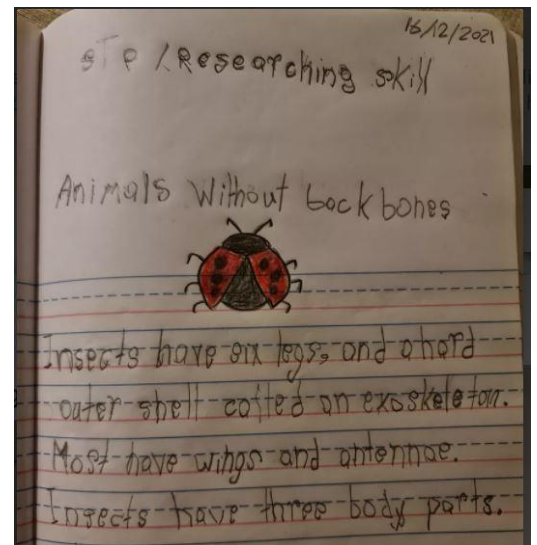 16/12/2021
STP / Researching skill
Animals Without backbones
Insects have six legs, and a hard
outer shell called an exoskeleton.
Most have wings and antennae.
Insects have three body parts.